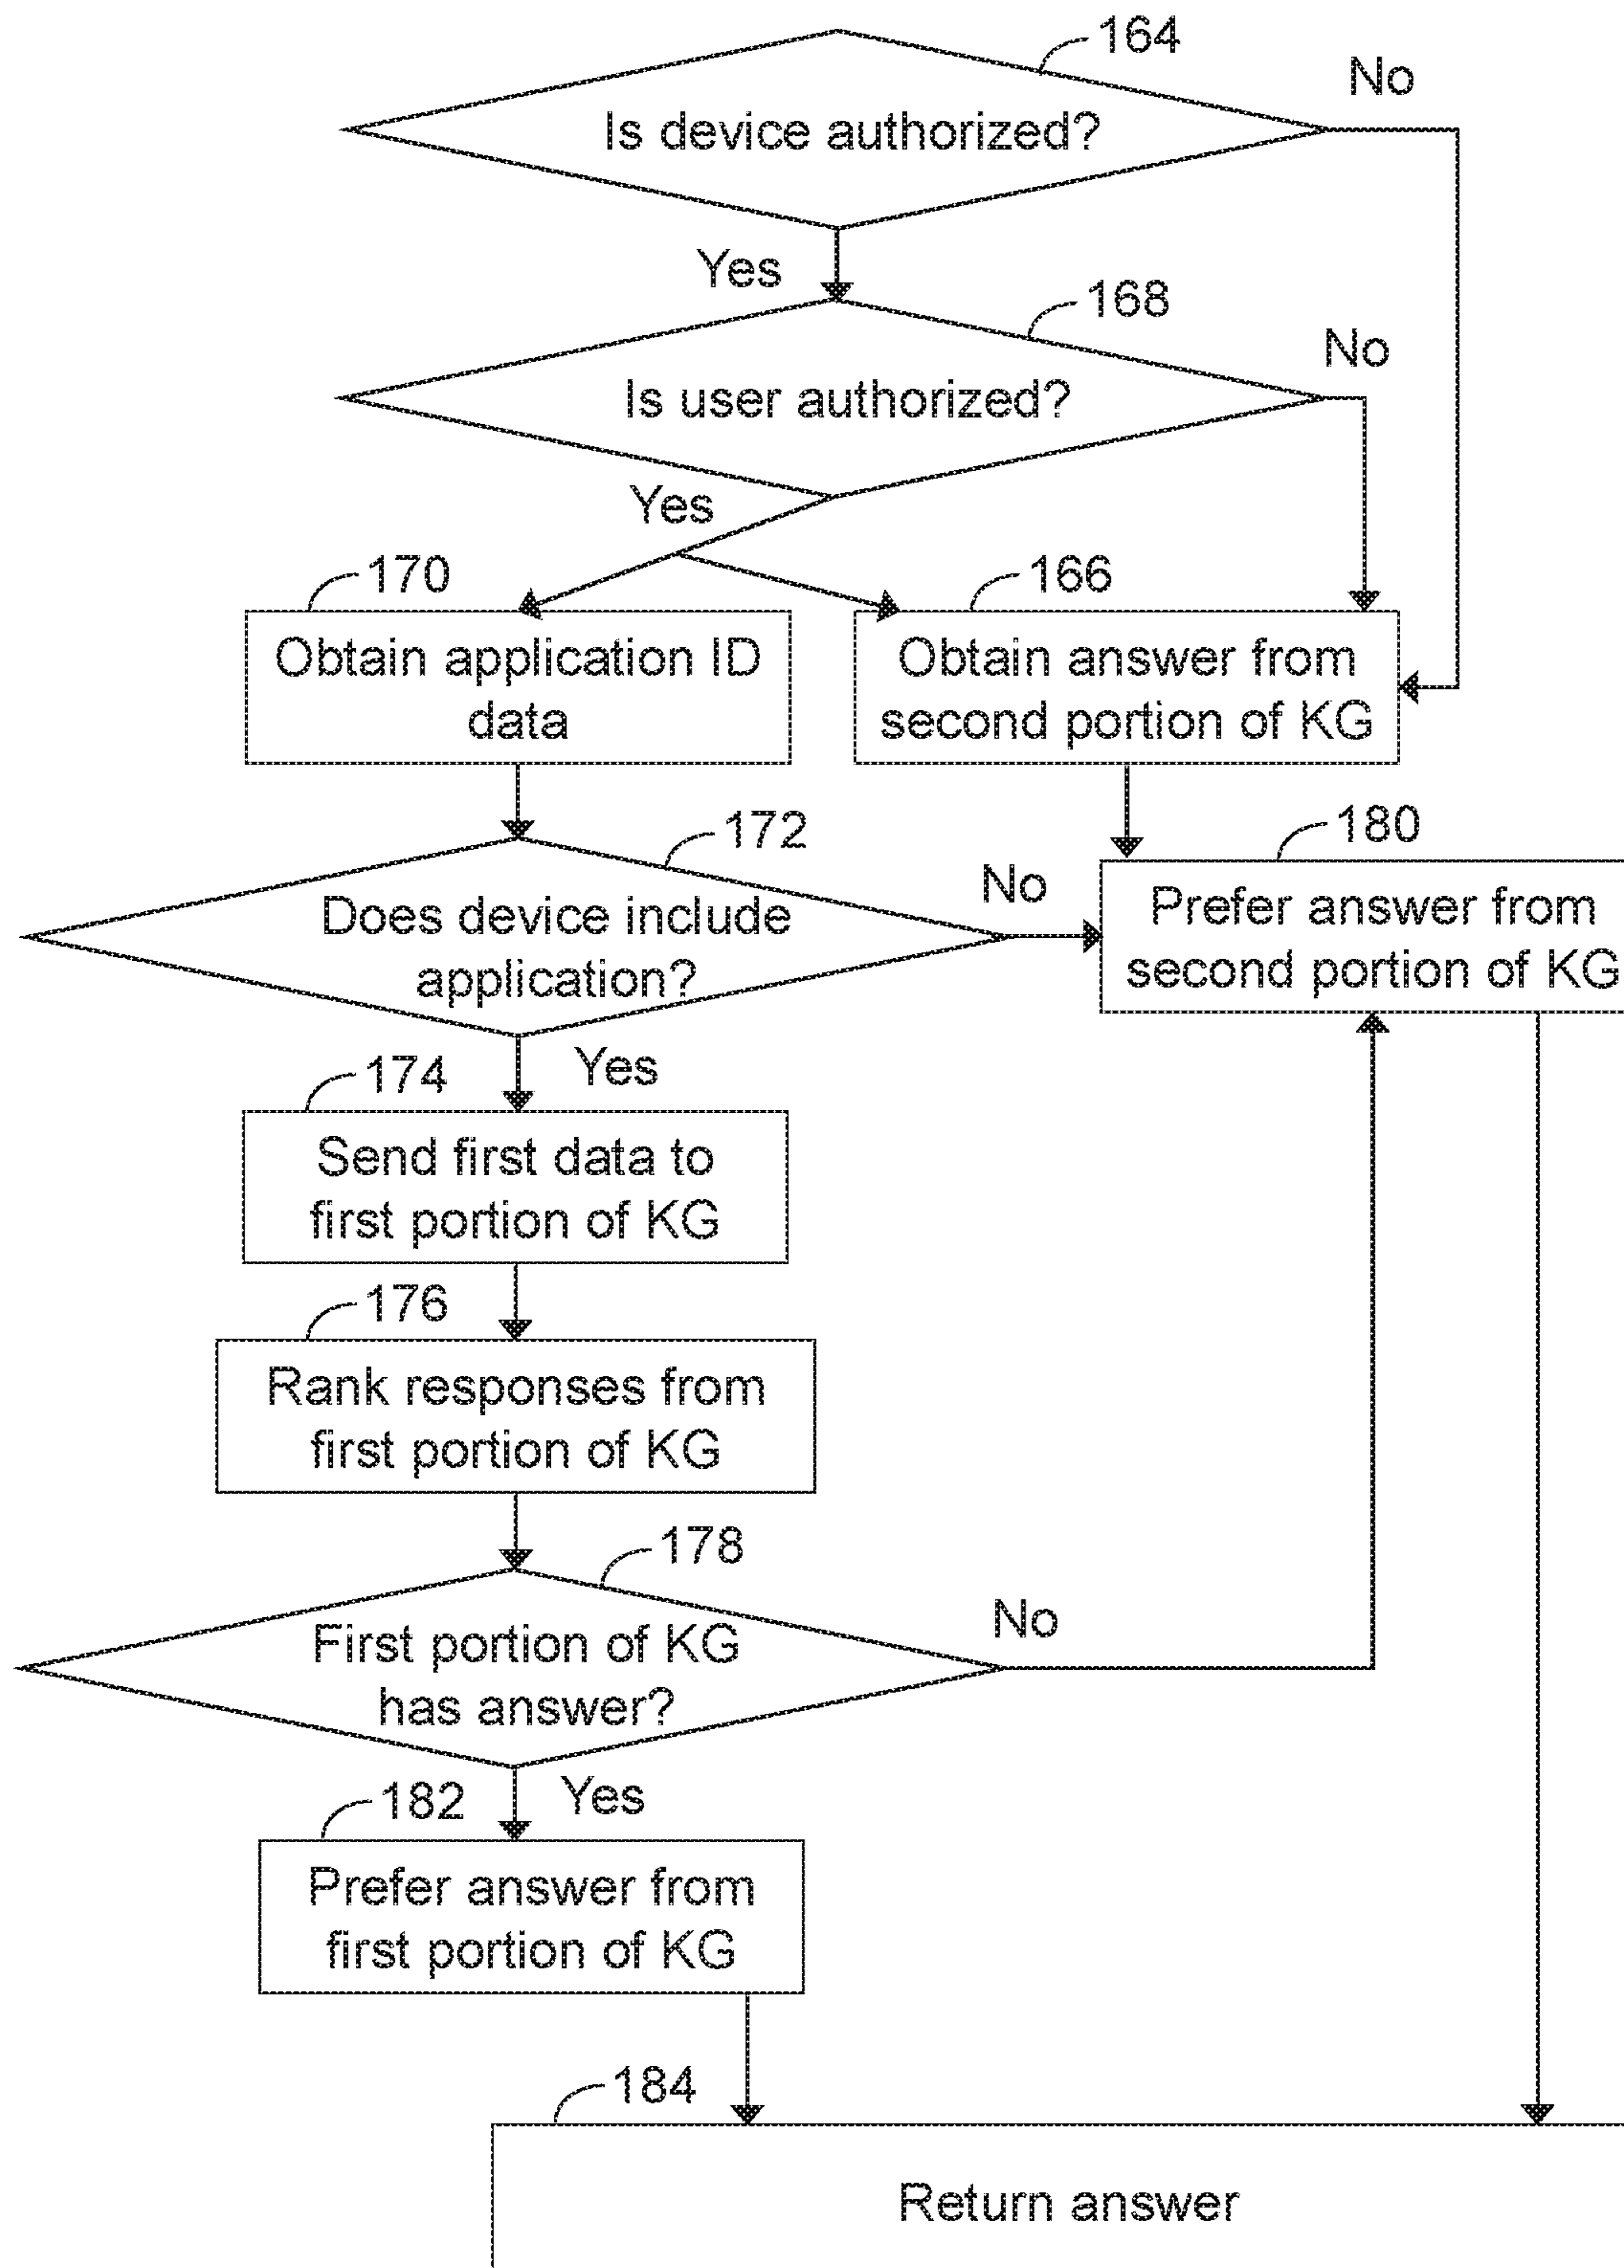 164
No
Is device authorized?
Yes
168
No
Is user authorized?
Yes
170
166
Obtain application ID
data
Obtain answer from
second portion of KG
172
180
No
Does device include
application?
Prefer answer from
second portion of KG
174
Yes
Send first data to
first portion of KG
176
Rank responses from
first portion of KG
178
No
First portion of KG
has answer?
182
Yes
Prefer answer from
first portion of KG
184
Return answer